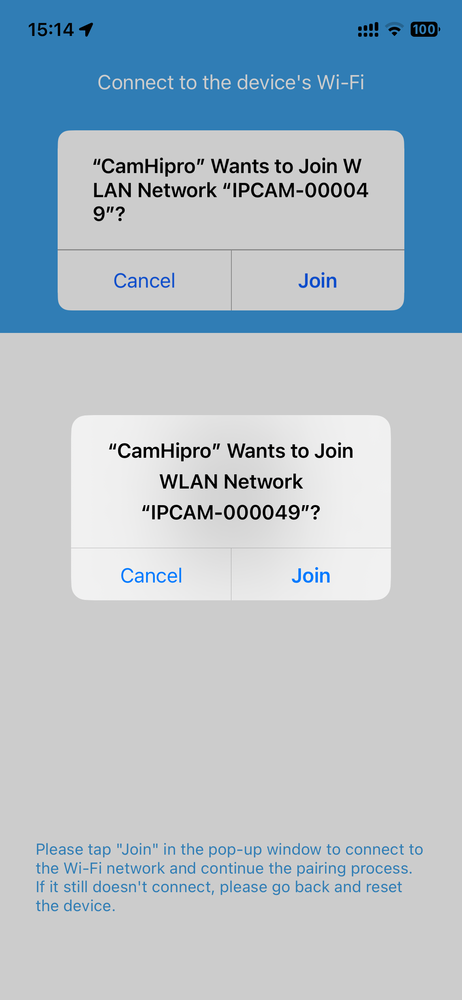 15:14
100
Connect to the device's Wi-Fi
“CamHipro” Wants to Join W
LAN Network “IPCAM-00004
9”?
Cancel
Join
“CamHipro” Wants to Join
WLAN Network
“IPCAM-000049”?
Cancel
Join
Please tap "Join" in the pop-up window to connect to
the Wi-Fi network and continue the pairing process.
If it still doesn't connect, please go back and reset
the device.